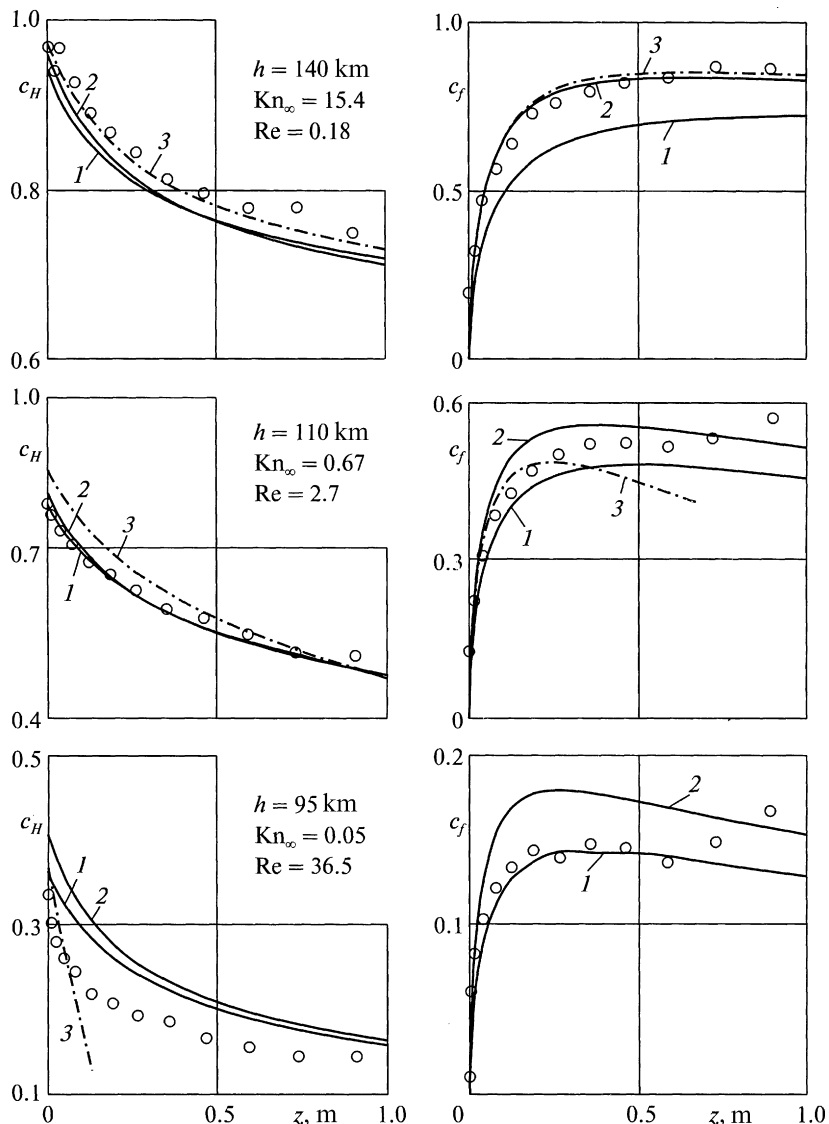 1.0
c_H
2
3
1
0.8
0.6
h = 140 km
Kn∞ = 15.4
Re = 0.18
1.0
c_f
3
2
1
0.5
0
1.0
c_H
2
3
1
0.7
0.4
h = 110 km
Kn∞ = 0.67
Re = 2.7
0.6
c_f
2
3
1
0.3
0
0.5
c_H
1
2
3
0.3
0.1
h = 95 km
Kn∞ = 0.05
Re = 36.5
0 0.5 z, m 1.0
0.2
c_f
2
1
0.1
0 0.5 z, m 1.0